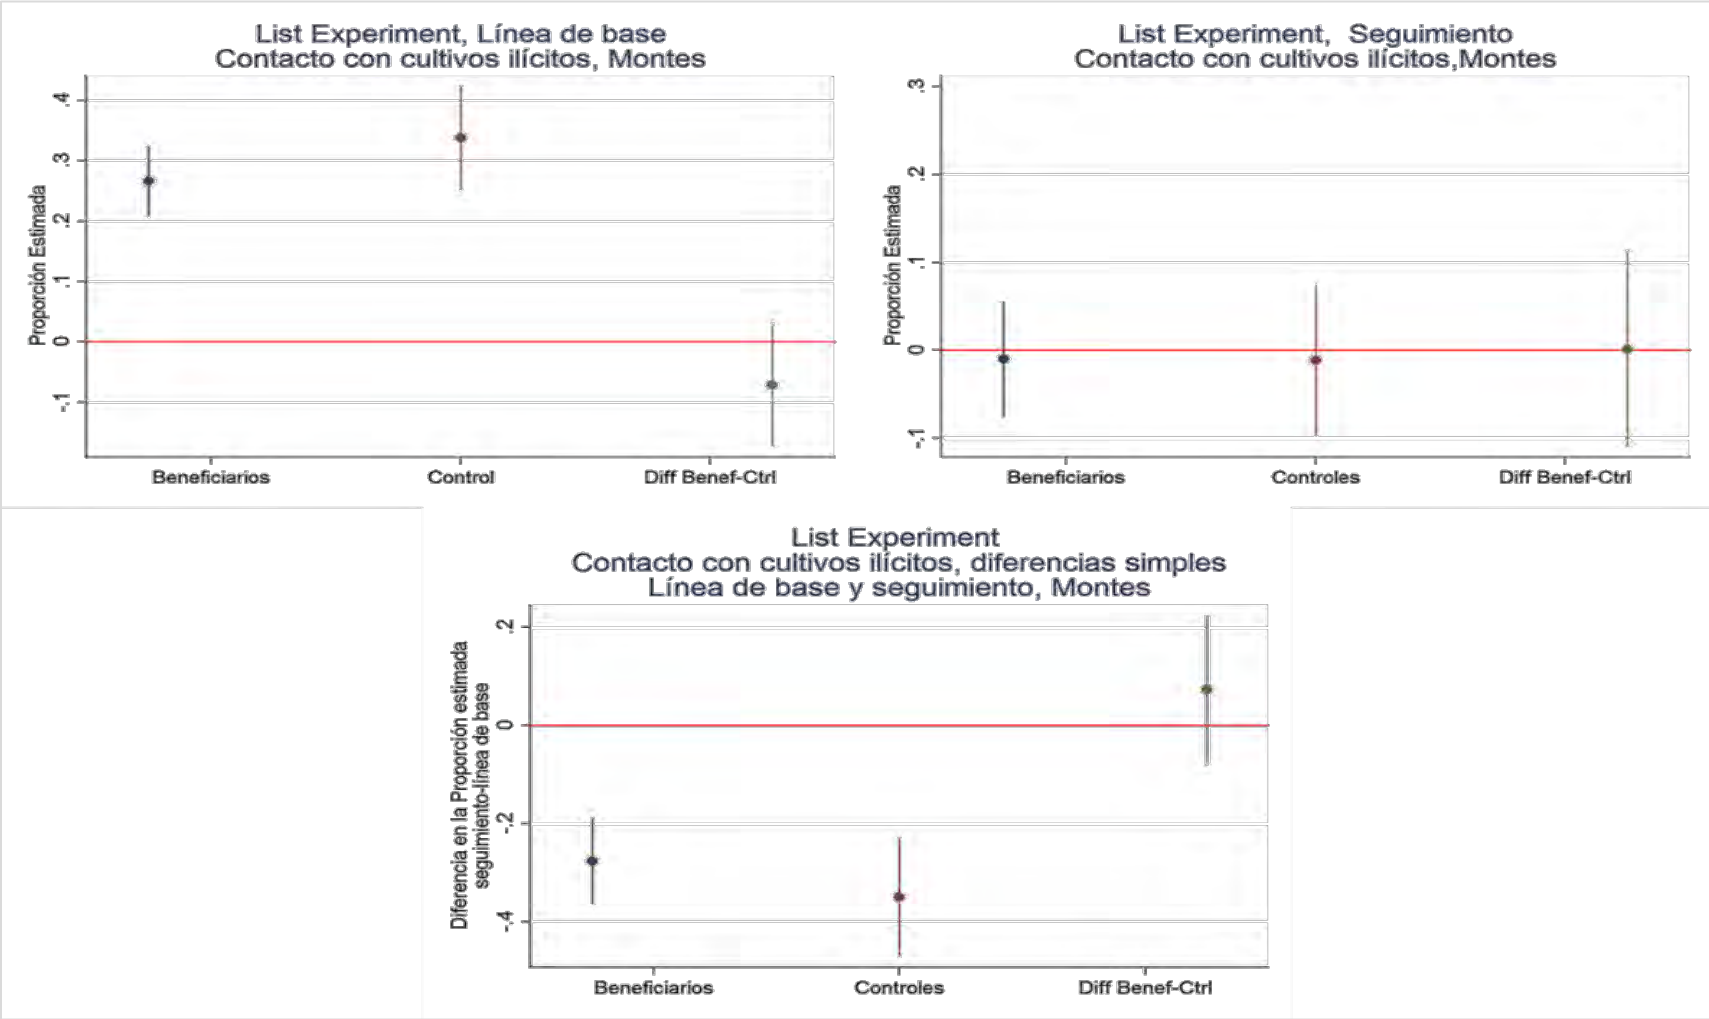 List Experiment, Línea de base
Contacto con cultivos ilícitos, Montes
Proporción Estimada
.4
.3
.2
.1
0
-.1
Beneficiarios
Control
Diff Benef-Ctrl
List Experiment, Seguimiento
Contacto con cultivos ilícitos,Montes
Proporción Estimada
.3
.2
.1
0
-.1
Beneficiarios
Controles
Diff Benef-Ctrl
List Experiment
Contacto con cultivos ilícitos, diferencias simples
Línea de base y seguimiento, Montes
Diferencia en la Proporción estimada
seguimiento-línea de base
.2
0
-.2
-.4
Beneficiarios
Controles
Diff Benef-Ctrl